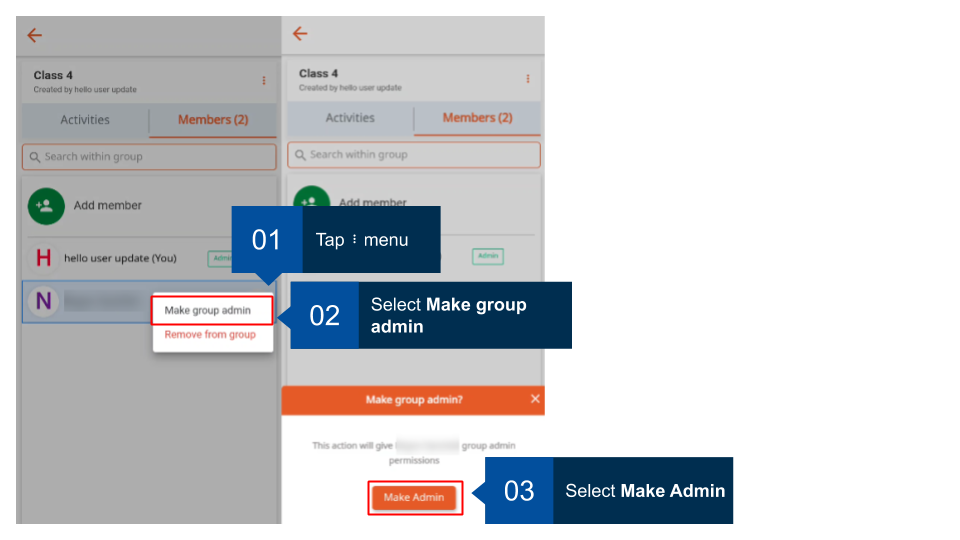 Class 4
Created by hello user update
Activities
Members (2)
Search within group
Add member
H hello user update (You)
N
Make group admin
Remove from group
Class 4
Created by hello user update
Activities
Members (2)
Search within group
Add member
Admin
Make group admin?
This action will give group admin
permissions
Make Admin
01 Tap ⋮ menu
02 Select Make group
admin
03 Select Make Admin